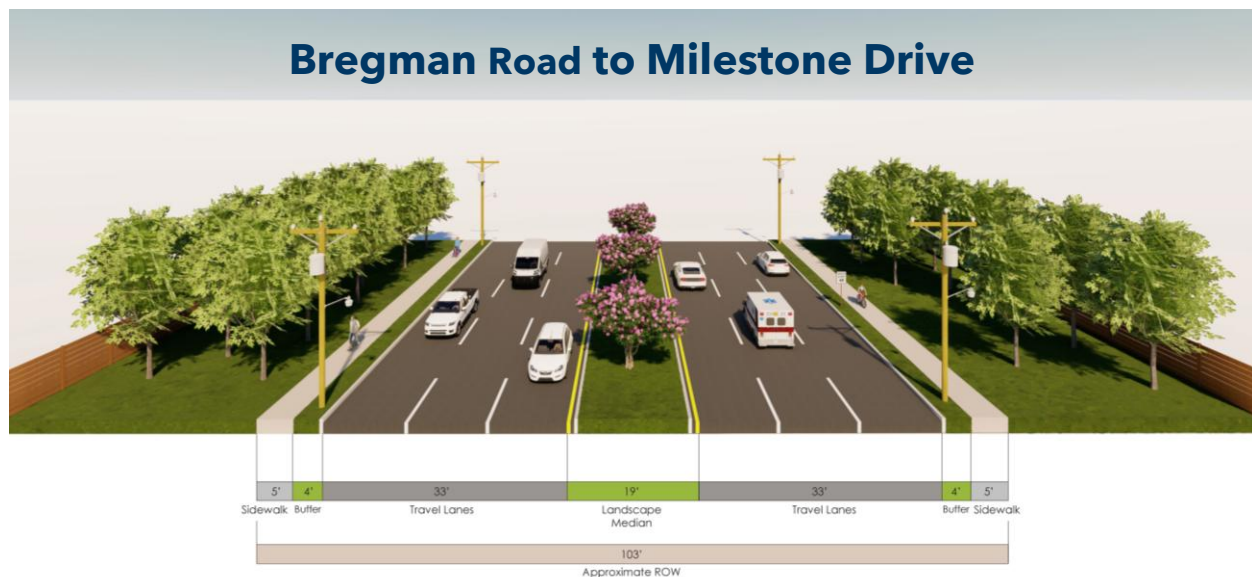 Bregman Road to Milestone Drive
5' 4' 33' 19' 33' 4' 5'
Sidewalk Buffer Travel Lanes Landscape Travel Lanes Buffer Sidewalk
Median
103'
Approximate ROW